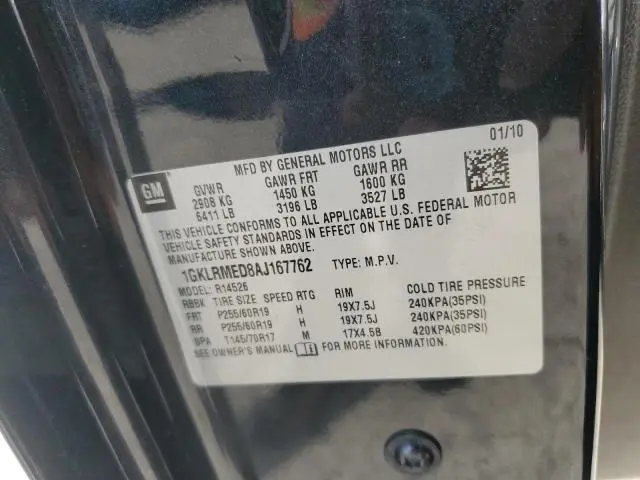 GM
MFD BY GENERAL MOTORS LLC 01/10
GVWR GAWR FRT GAWR RR
2908 KG 1450 KG 1600 KG
6411 LB 3196 LB 3527 LB
THIS VEHICLE CONFORMS TO ALL APPLICABLE U.S. FEDERAL MOTOR
VEHICLE SAFETY STANDARDS IN EFFECT ON THE DATE OF
MANUFACTURE SHOWN ABOVE.
1GKLRMED8AJ167762 TYPE: M.P.V.
MODEL: R14526
RBBK TIRE SIZE SPEED RTG RIM COLD TIRE PRESSURE
FRT P255/60R19 H 19X7.5J 240KPA(35PSI)
RR P255/60R19 H 19X7.5J 240KPA(35PSI)
SPA T145/70R17 M 17X4.5B 420KPA(60PSI)
SEE OWNER'S MANUAL FOR MORE INFORMATION.